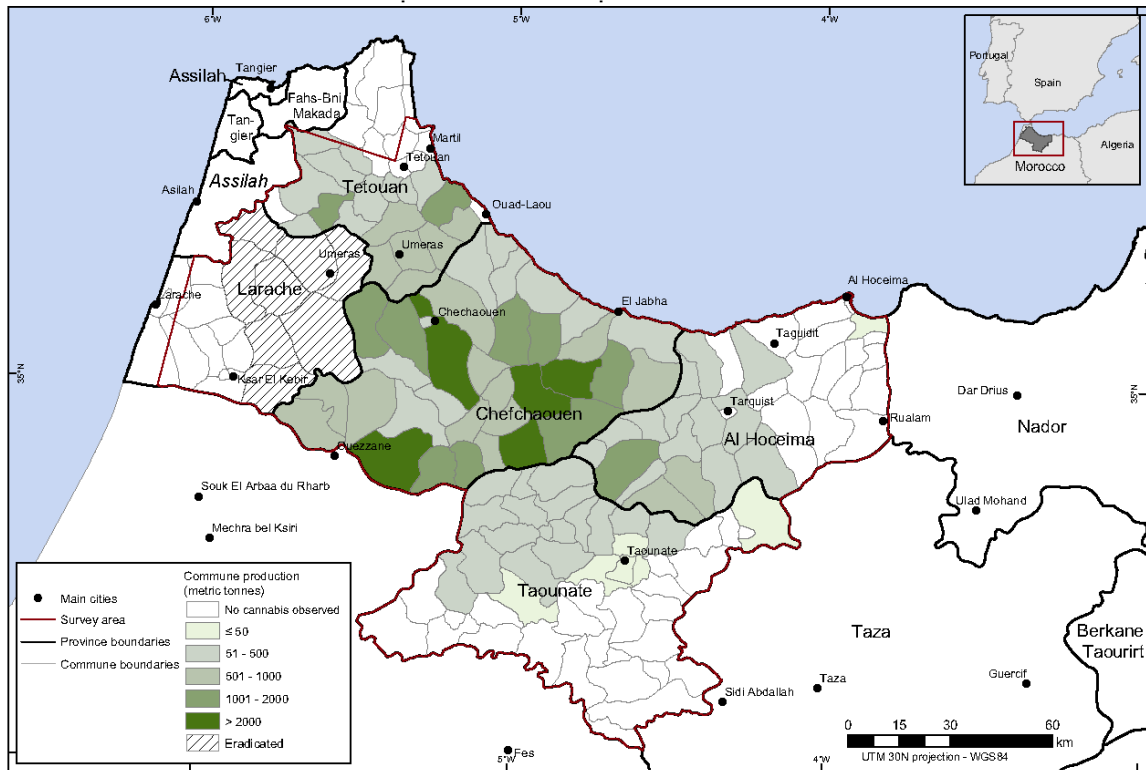 6°W
5°W
4°W
Portugal
Spain
Algeria
Morocco
Assilah
Tangier
Fahs-Bni
Makada
Tan-
gier
Martil
Tetouan
Assilah
Tetouan
Asilah
Ouad-Laou
Umeras
Umeras
Larache
Larache
Al Hoceima
El Jabha
Chechaouen
Taguidit
35°N
35°N
Ksar El Kebir
Dar Drius
Chefchaouen
Tarquist
Rualam
Nador
Al Hoceima
Ouezzane
Souk El Arbaa du Rharb
Ulad Mohand
Mechra bel Ksiri
Taounate
Taounate
Taza
Berkane
Taourirt
Guercif
Taza
Sidi Abdallah
Fes
5°W
4°W
Main cities
Survey area
Province boundaries
Commune boundaries
Commune production
(metric tonnes)
No cannabis observed
≤ 50
51 - 500
501 - 1000
1001 - 2000
> 2000
Eradicated
0 15 30 60
km
UTM 30N projection - WGS84